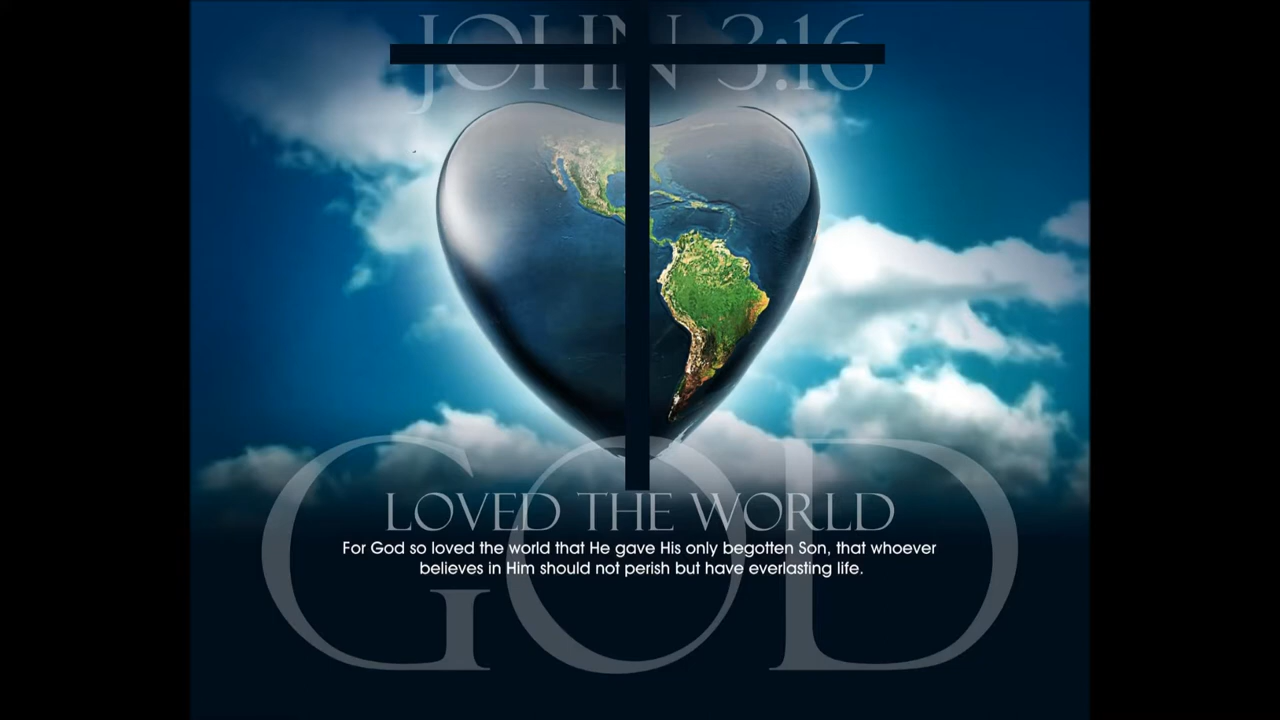 JOHN 3:16
GOD
LOVED THE WORLD
For God so loved the world that He gave His only begotten Son, that whoever
believes in Him should not perish but have everlasting life.